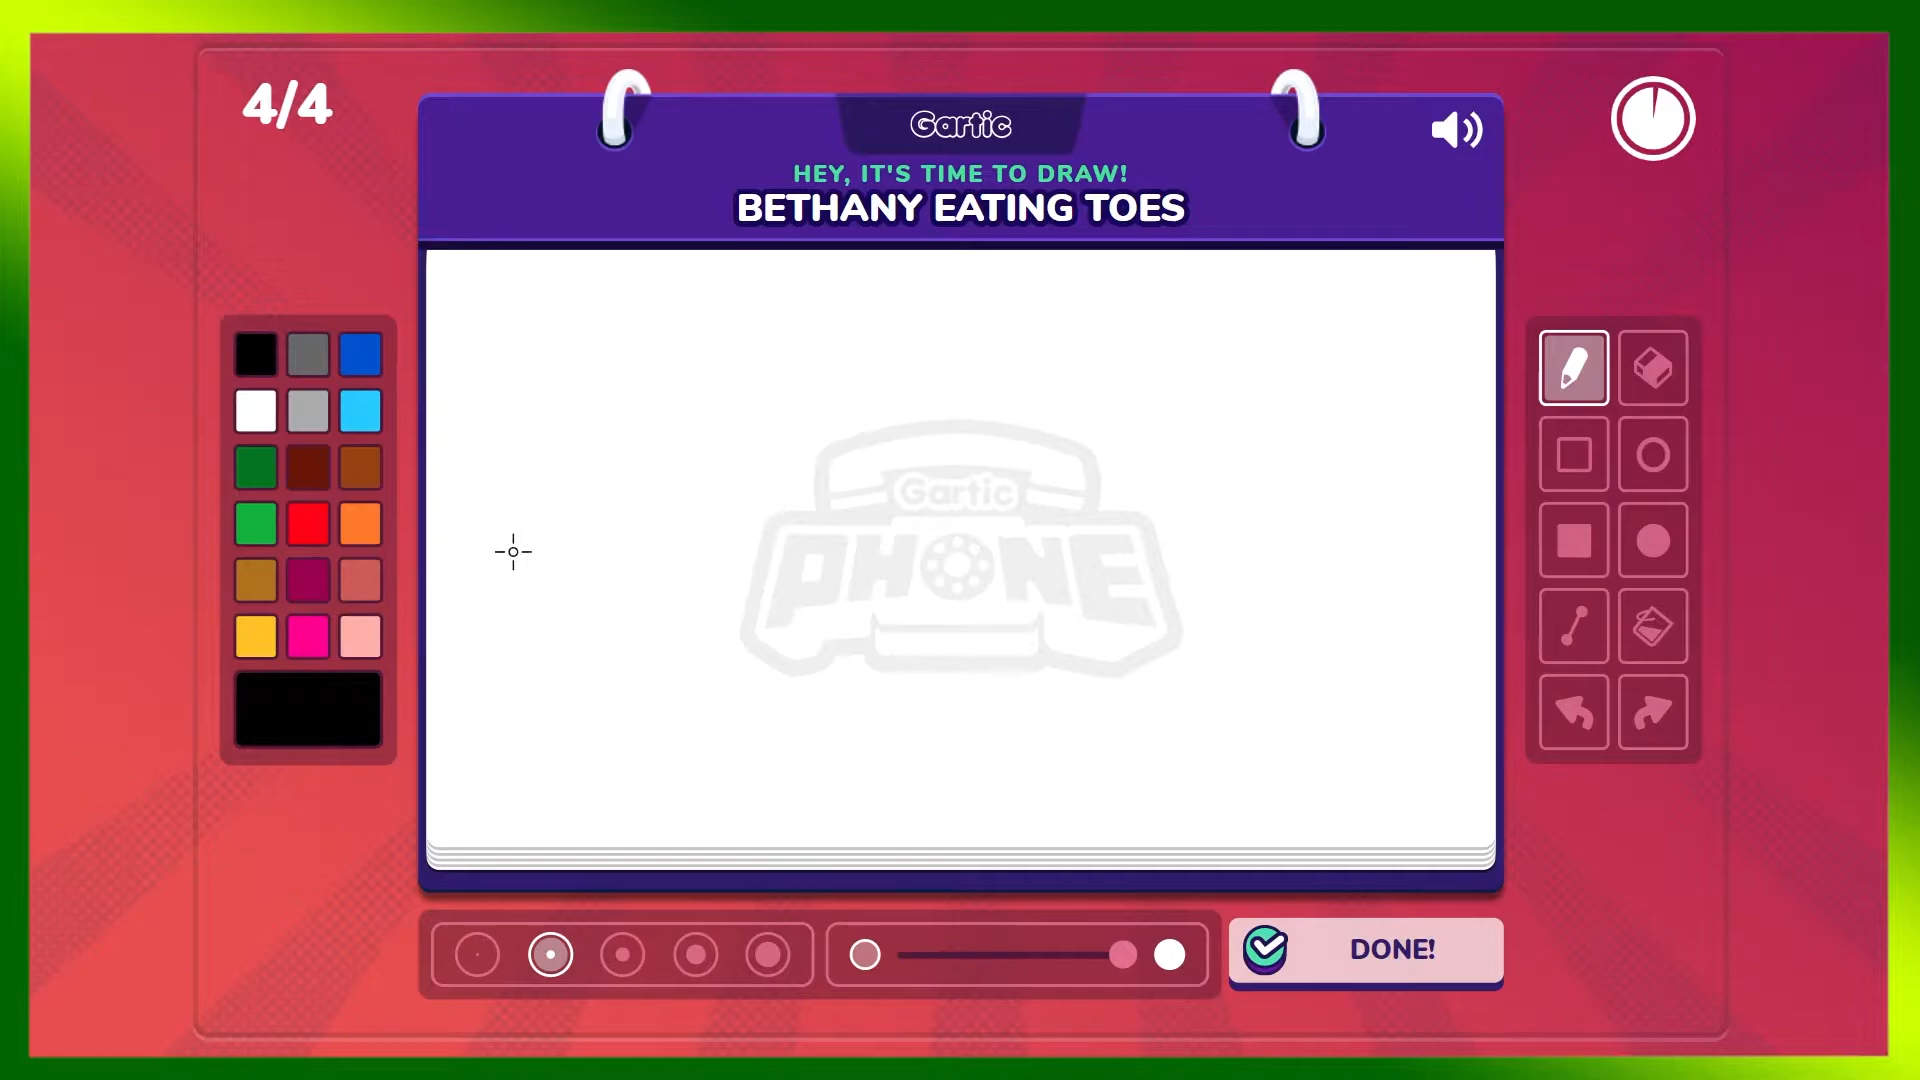 4/4
Gartic
HEY, IT'S TIME TO DRAW!
BETHANY EATING TOES
Gartic
PHONE
DONE!